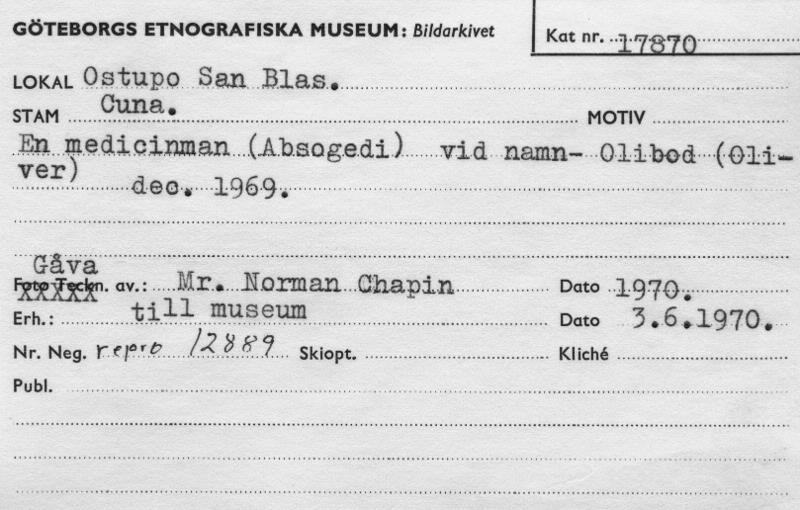 GÖTEBORGS ETNOGRAFISKA MUSEUM: Bildarkivet
Kat nr. 17870
LOKAL Ostupo San Blas.
STAM Cuna. MOTIV
En medicinman (Absogedi) vid namn- Olibod (Oli-
ver)
dec. 1969.
Gåva
Foto Teckn. av.: Mr. Norman Chapin Dato 1970.
XXXXX
Erh.: till museum Dato 3.6.1970.
Nr. Neg. repro 12889 Skiopt. Kliché
Publ.